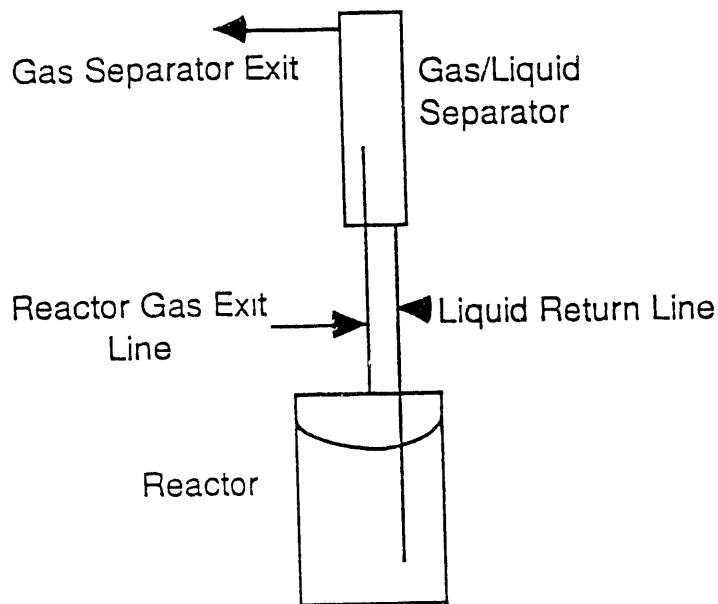 Gas Separator Exit
Gas/Liquid
Separator
Reactor Gas Exit
Line
Liquid Return Line
Reactor